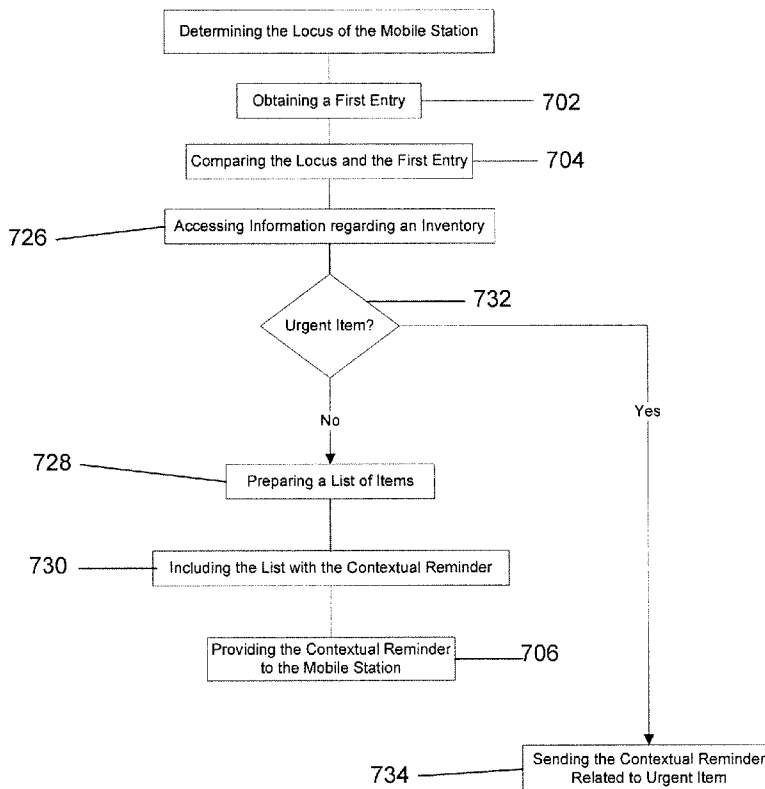 Determining the Locus of the Mobile Station
Obtaining a First Entry
702
Comparing the Locus and the First Entry
704
Accessing Information regarding an Inventory
726
732
Urgent Item?
No
Yes
728
Preparing a List of Items
730
Including the List with the Contextual Reminder
Providing the Contextual Reminder
to the Mobile Station
706
Sending the Contextual Reminder
Related to Urgent Item
734